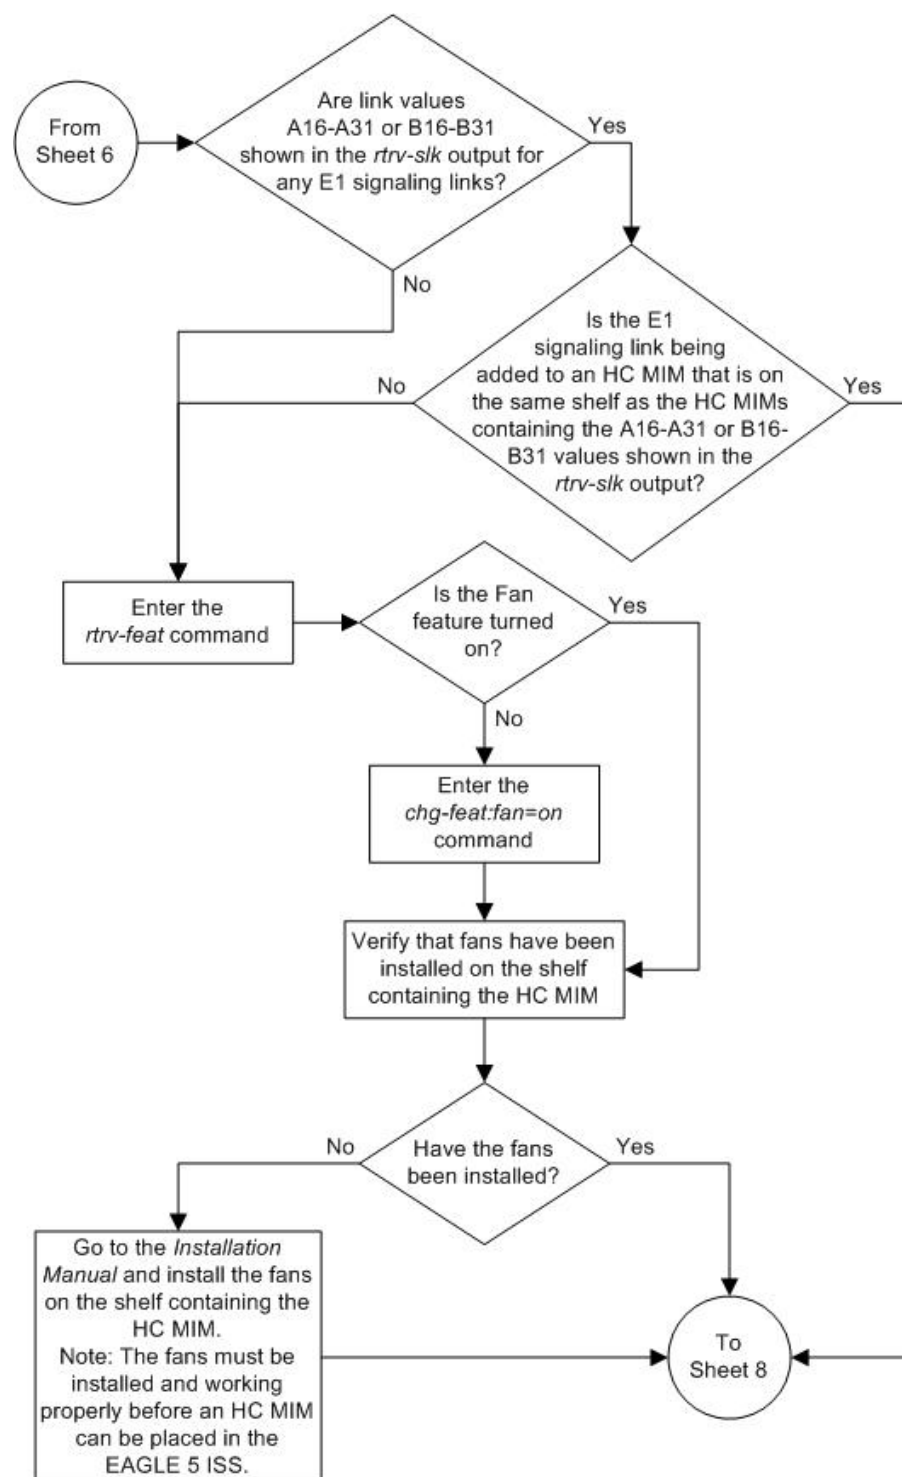 From
Sheet 6
Are link values
A16-A31 or B16-B31
shown in the rtrv-slk output for
any E1 signaling links?
Yes
No
Is the E1
signaling link being
added to an HC MIM that is on
the same shelf as the HC MIMs
containing the A16-A31 or B16-
B31 values shown in the
rtrv-slk output?
No
Yes
Enter the
rtrv-feat command
Is the Fan
feature turned
on?
Yes
No
Enter the
chg-feat:fan=on
command
Verify that fans have been
installed on the shelf
containing the HC MIM
Have the fans
been installed?
No
Yes
Go to the Installation
Manual and install the fans
on the shelf containing the
HC MIM.
Note: The fans must be
installed and working
properly before an HC MIM
can be placed in the
EAGLE 5 ISS.
To
Sheet 8